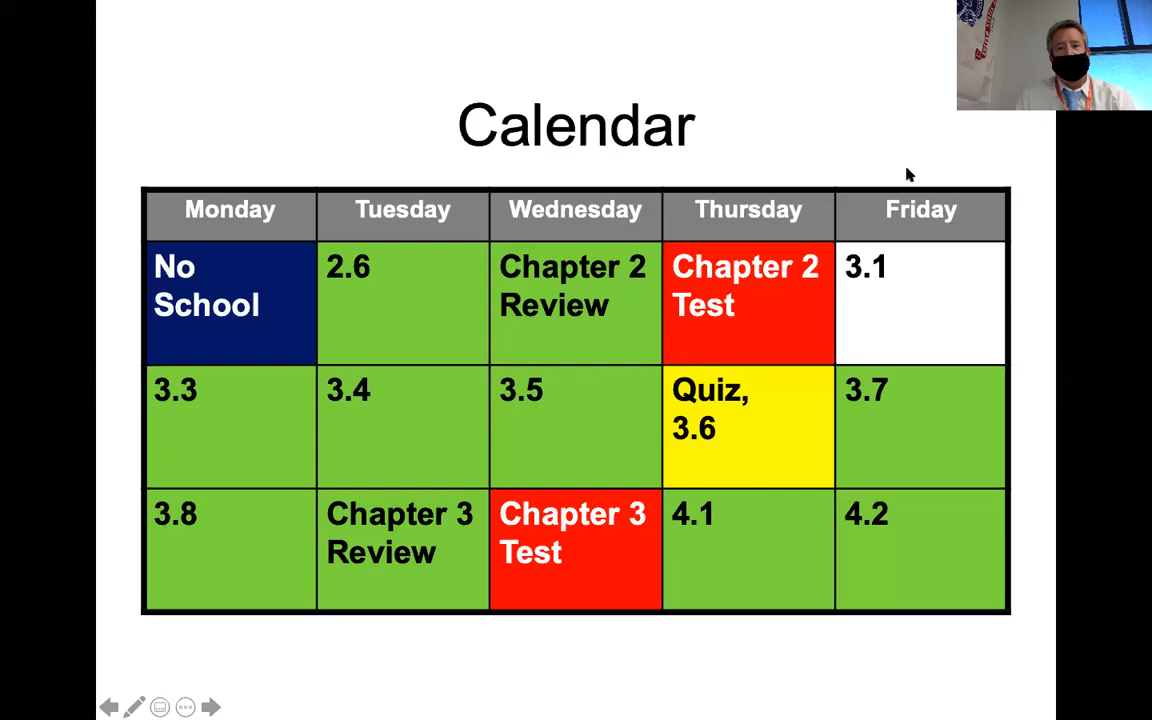 Calendar
Monday Tuesday Wednesday Thursday Friday
No School 2.6 Chapter 2 Review Chapter 2 Test 3.1
3.3 3.4 3.5 Quiz, 3.6 3.7
3.8 Chapter 3 Review Chapter 3 Test 4.1 4.2